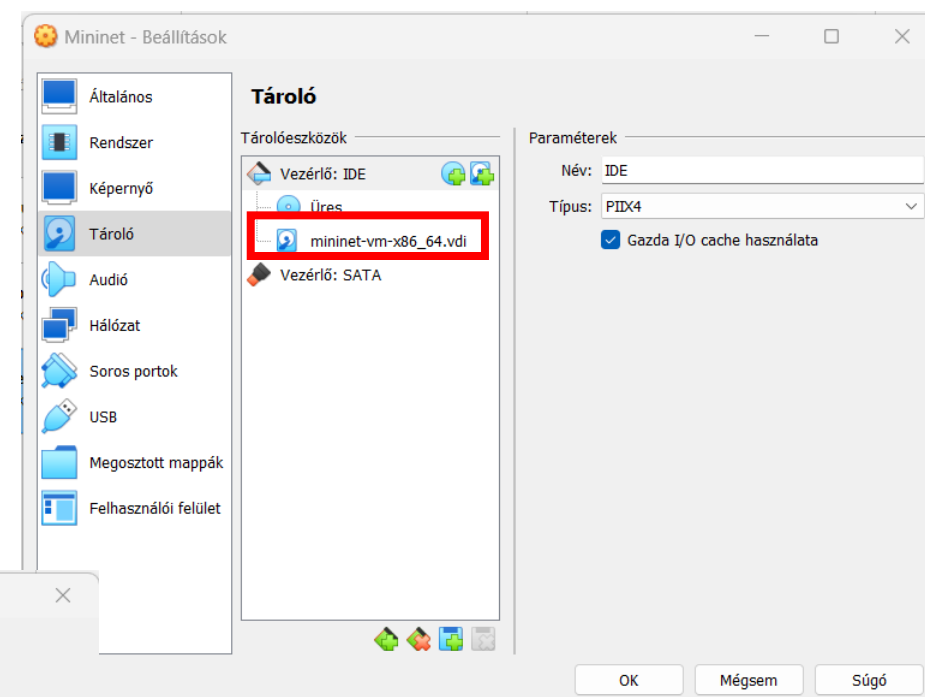 Mininet - Beállítások
Általános
Rendszer
Képernyő
Tároló
Audió
Hálózat
Soros portok
USB
Megosztott mappák
Felhasználói felület
Tároló
Tárolóeszközök
Vezérlő: IDE
Üres
mininet-vm-x86_64.vdi
Vezérlő: SATA
Paraméterek
Név: IDE
Típus: PIIX4
Gazda I/O cache használata
OK Mégsem Súgó